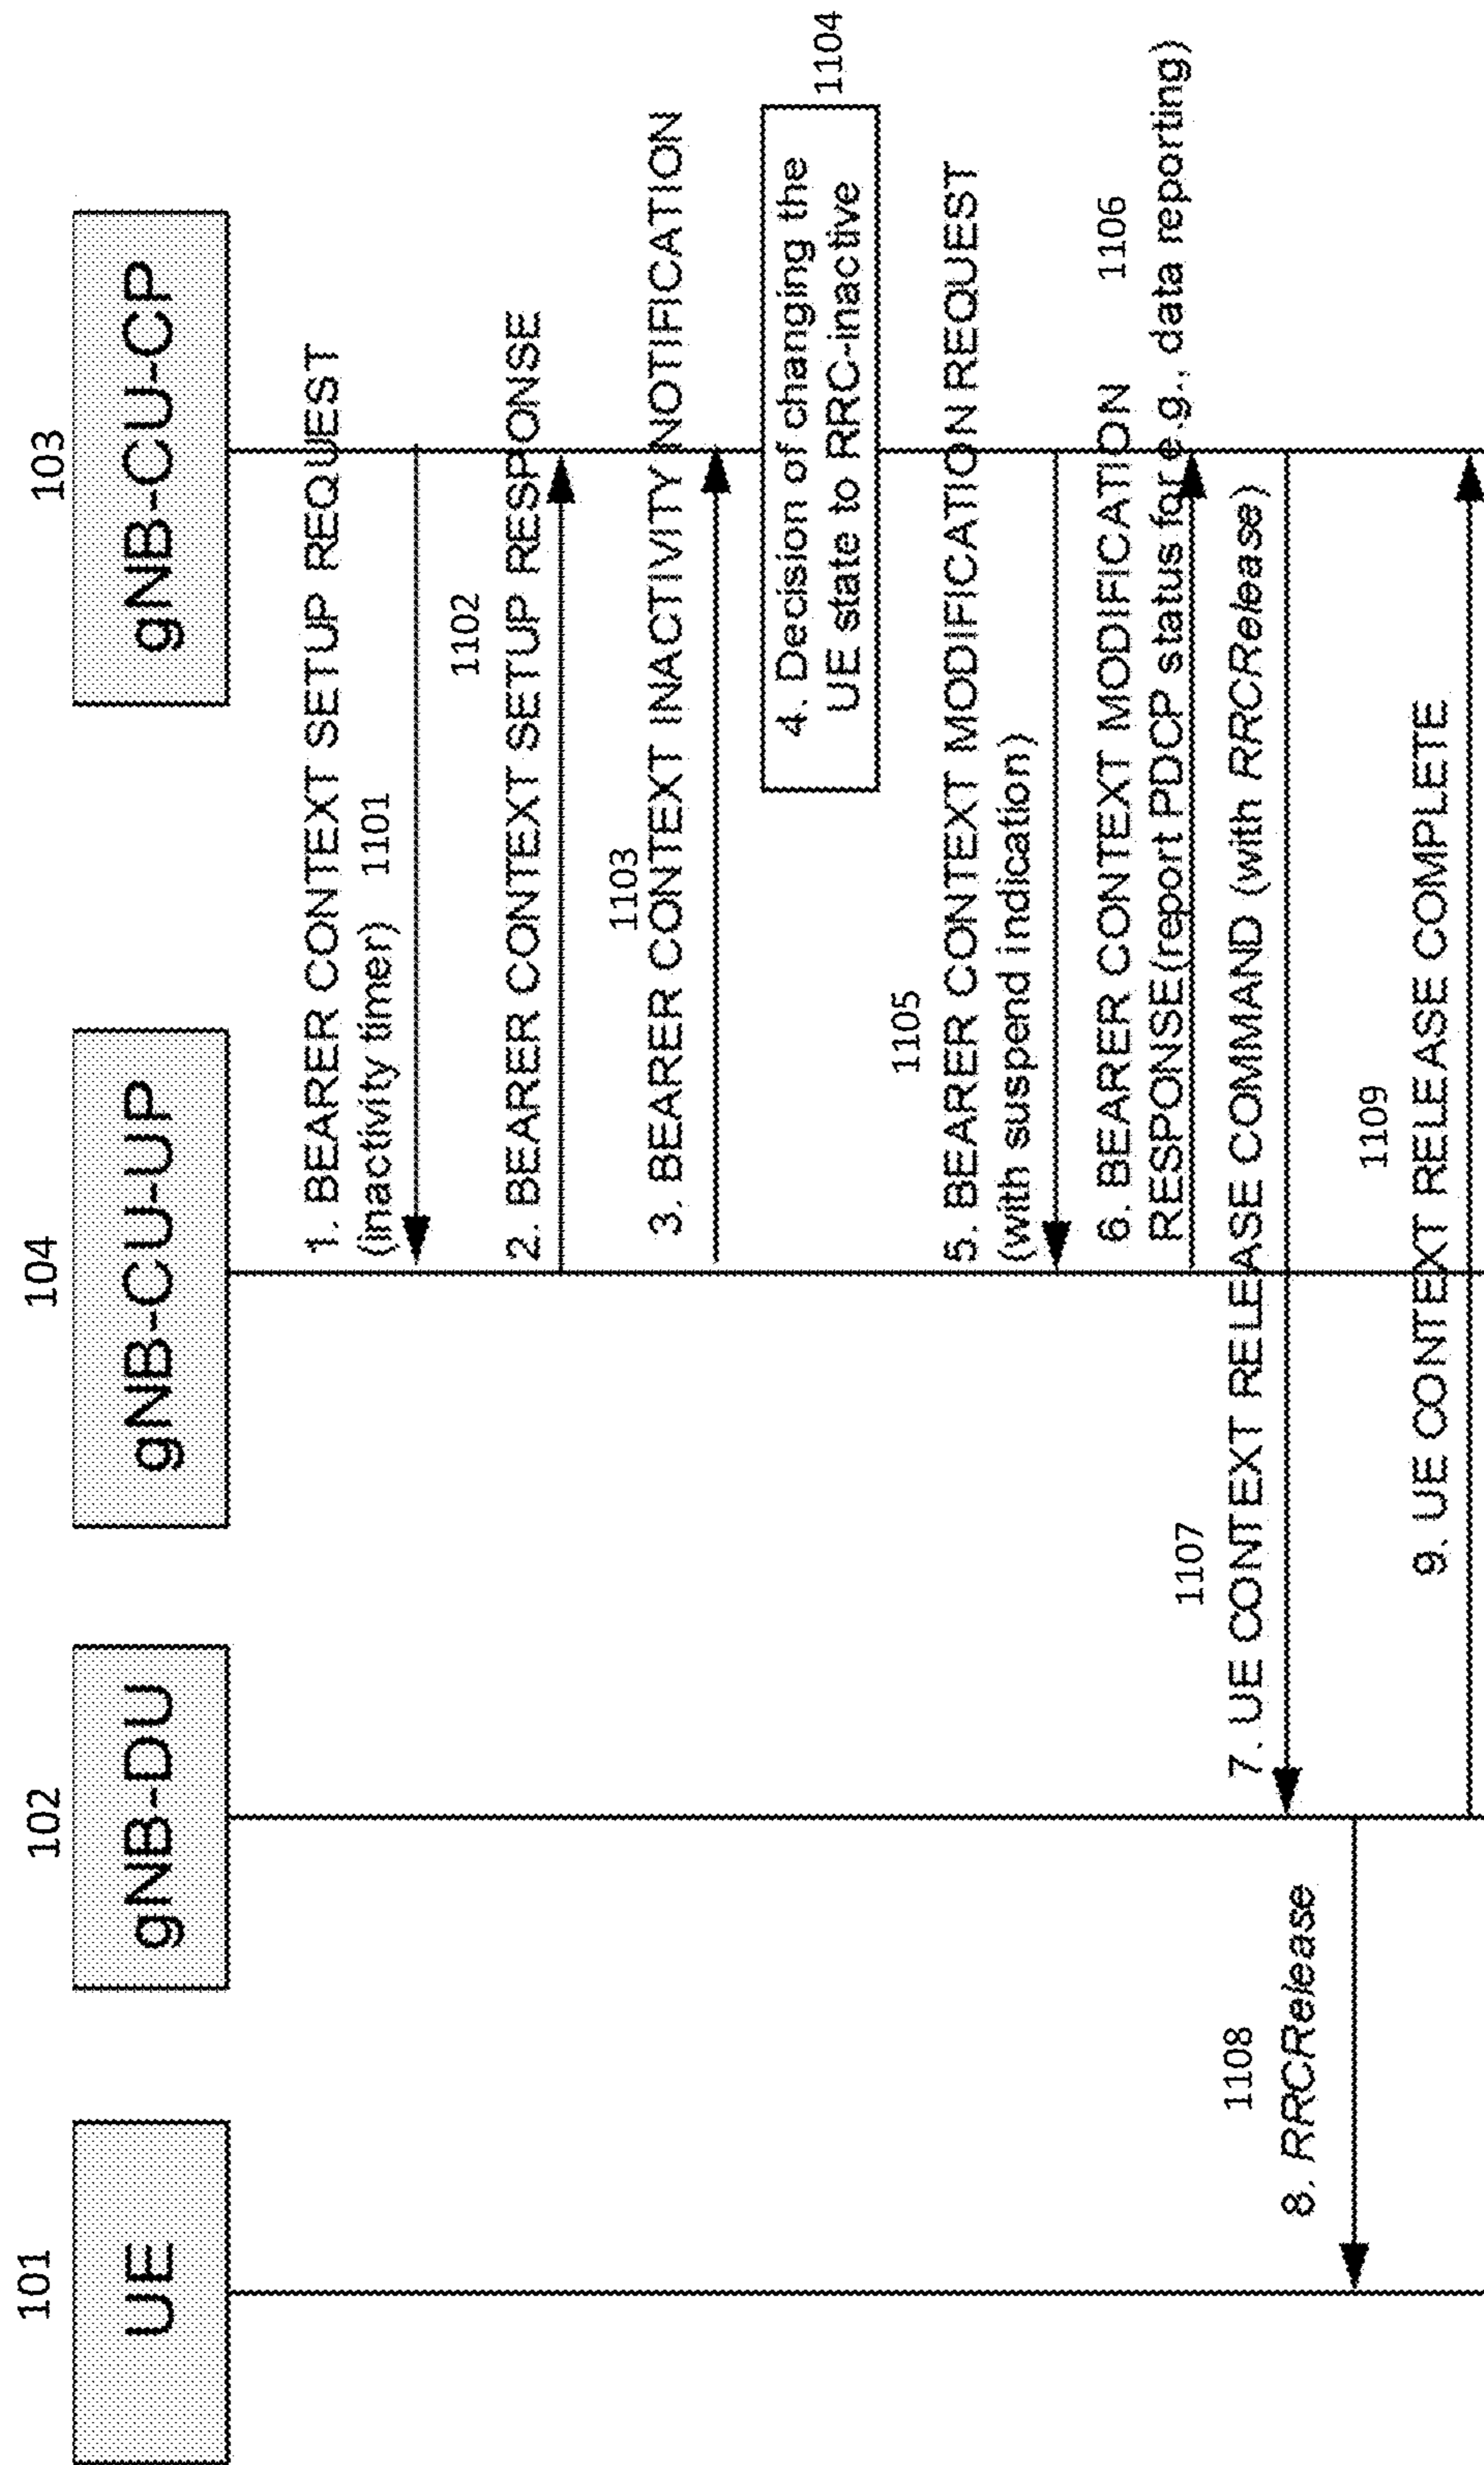 101
102
104
103
UE
gNB-DU
gNB-CU-UP
gNB-CU-CP
1. BEARER CONTEXT SETUP REQUEST
(inactivity timer)
1101
1102
2. BEARER CONTEXT SETUP RESPONSE
1103
3. BEARER CONTEXT INACTIVITY NOTIFICATION
4. Decision of changing the
UE state to RRC-inactive
1104
1105
5. BEARER CONTEXT MODIFICATION REQUEST
(with suspend indication)
6. BEARER CONTEXT MODIFICATION
1106
RESPONSE(report PDCP status for e.g., data reporting)
1107
7. UE CONTEXT RELEASE COMMAND (with RRCRelease)
1108
8. RRCRelease
1109
9. UE CONTEXT RELEASE COMPLETE